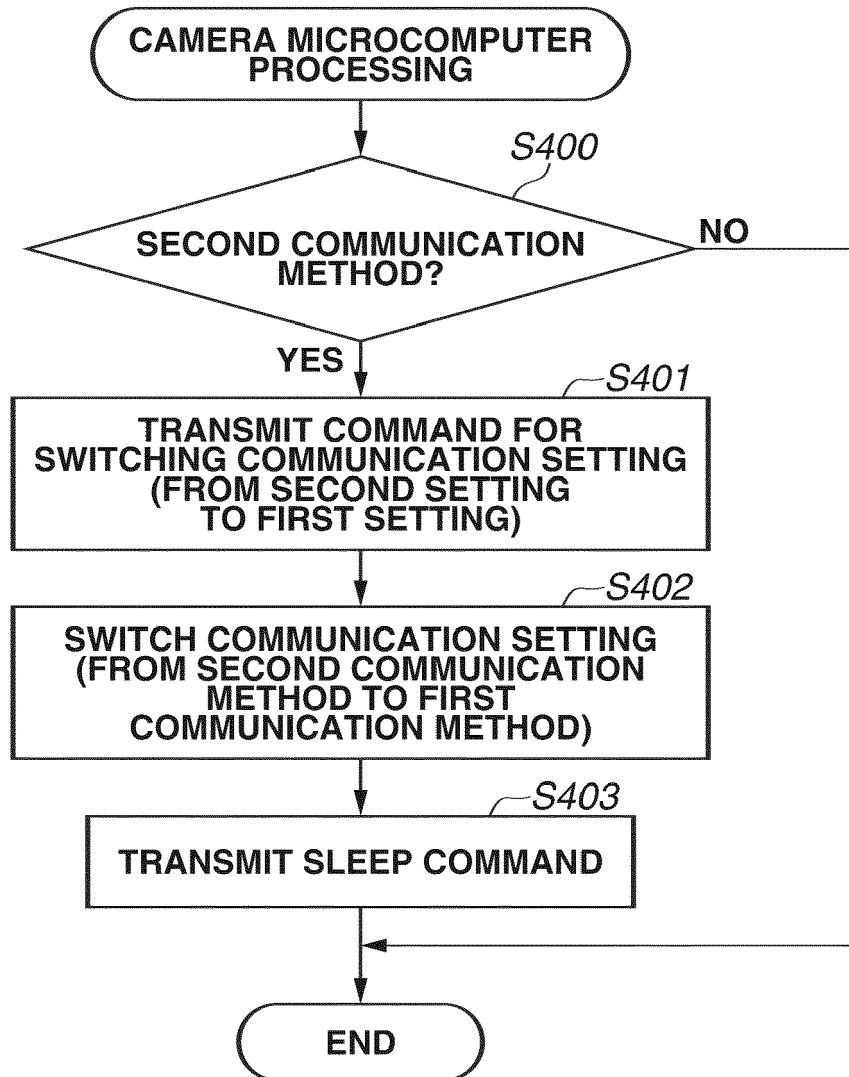 CAMERA MICROCOMPUTER
PROCESSING
S400
SECOND COMMUNICATION
METHOD?
NO
YES
S401
TRANSMIT COMMAND FOR
SWITCHING COMMUNICATION SETTING
(FROM SECOND SETTING
TO FIRST SETTING)
S402
SWITCH COMMUNICATION SETTING
(FROM SECOND COMMUNICATION
METHOD TO FIRST
COMMUNICATION METHOD)
S403
TRANSMIT SLEEP COMMAND
END